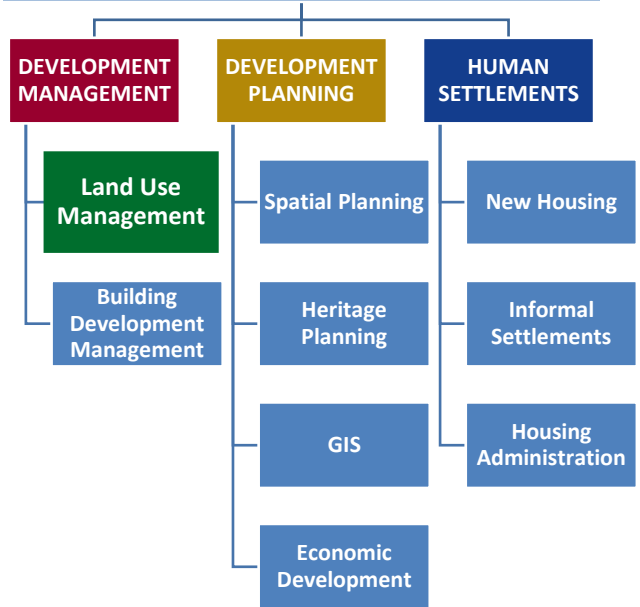 DEVELOPMENT
MANAGEMENT
DEVELOPMENT
PLANNING
HUMAN
SETTLEMENTS
Land Use
Management
Building
Development
Management
Spatial Planning
Heritage
Planning
GIS
Economic
Development
New Housing
Informal
Settlements
Housing
Administration